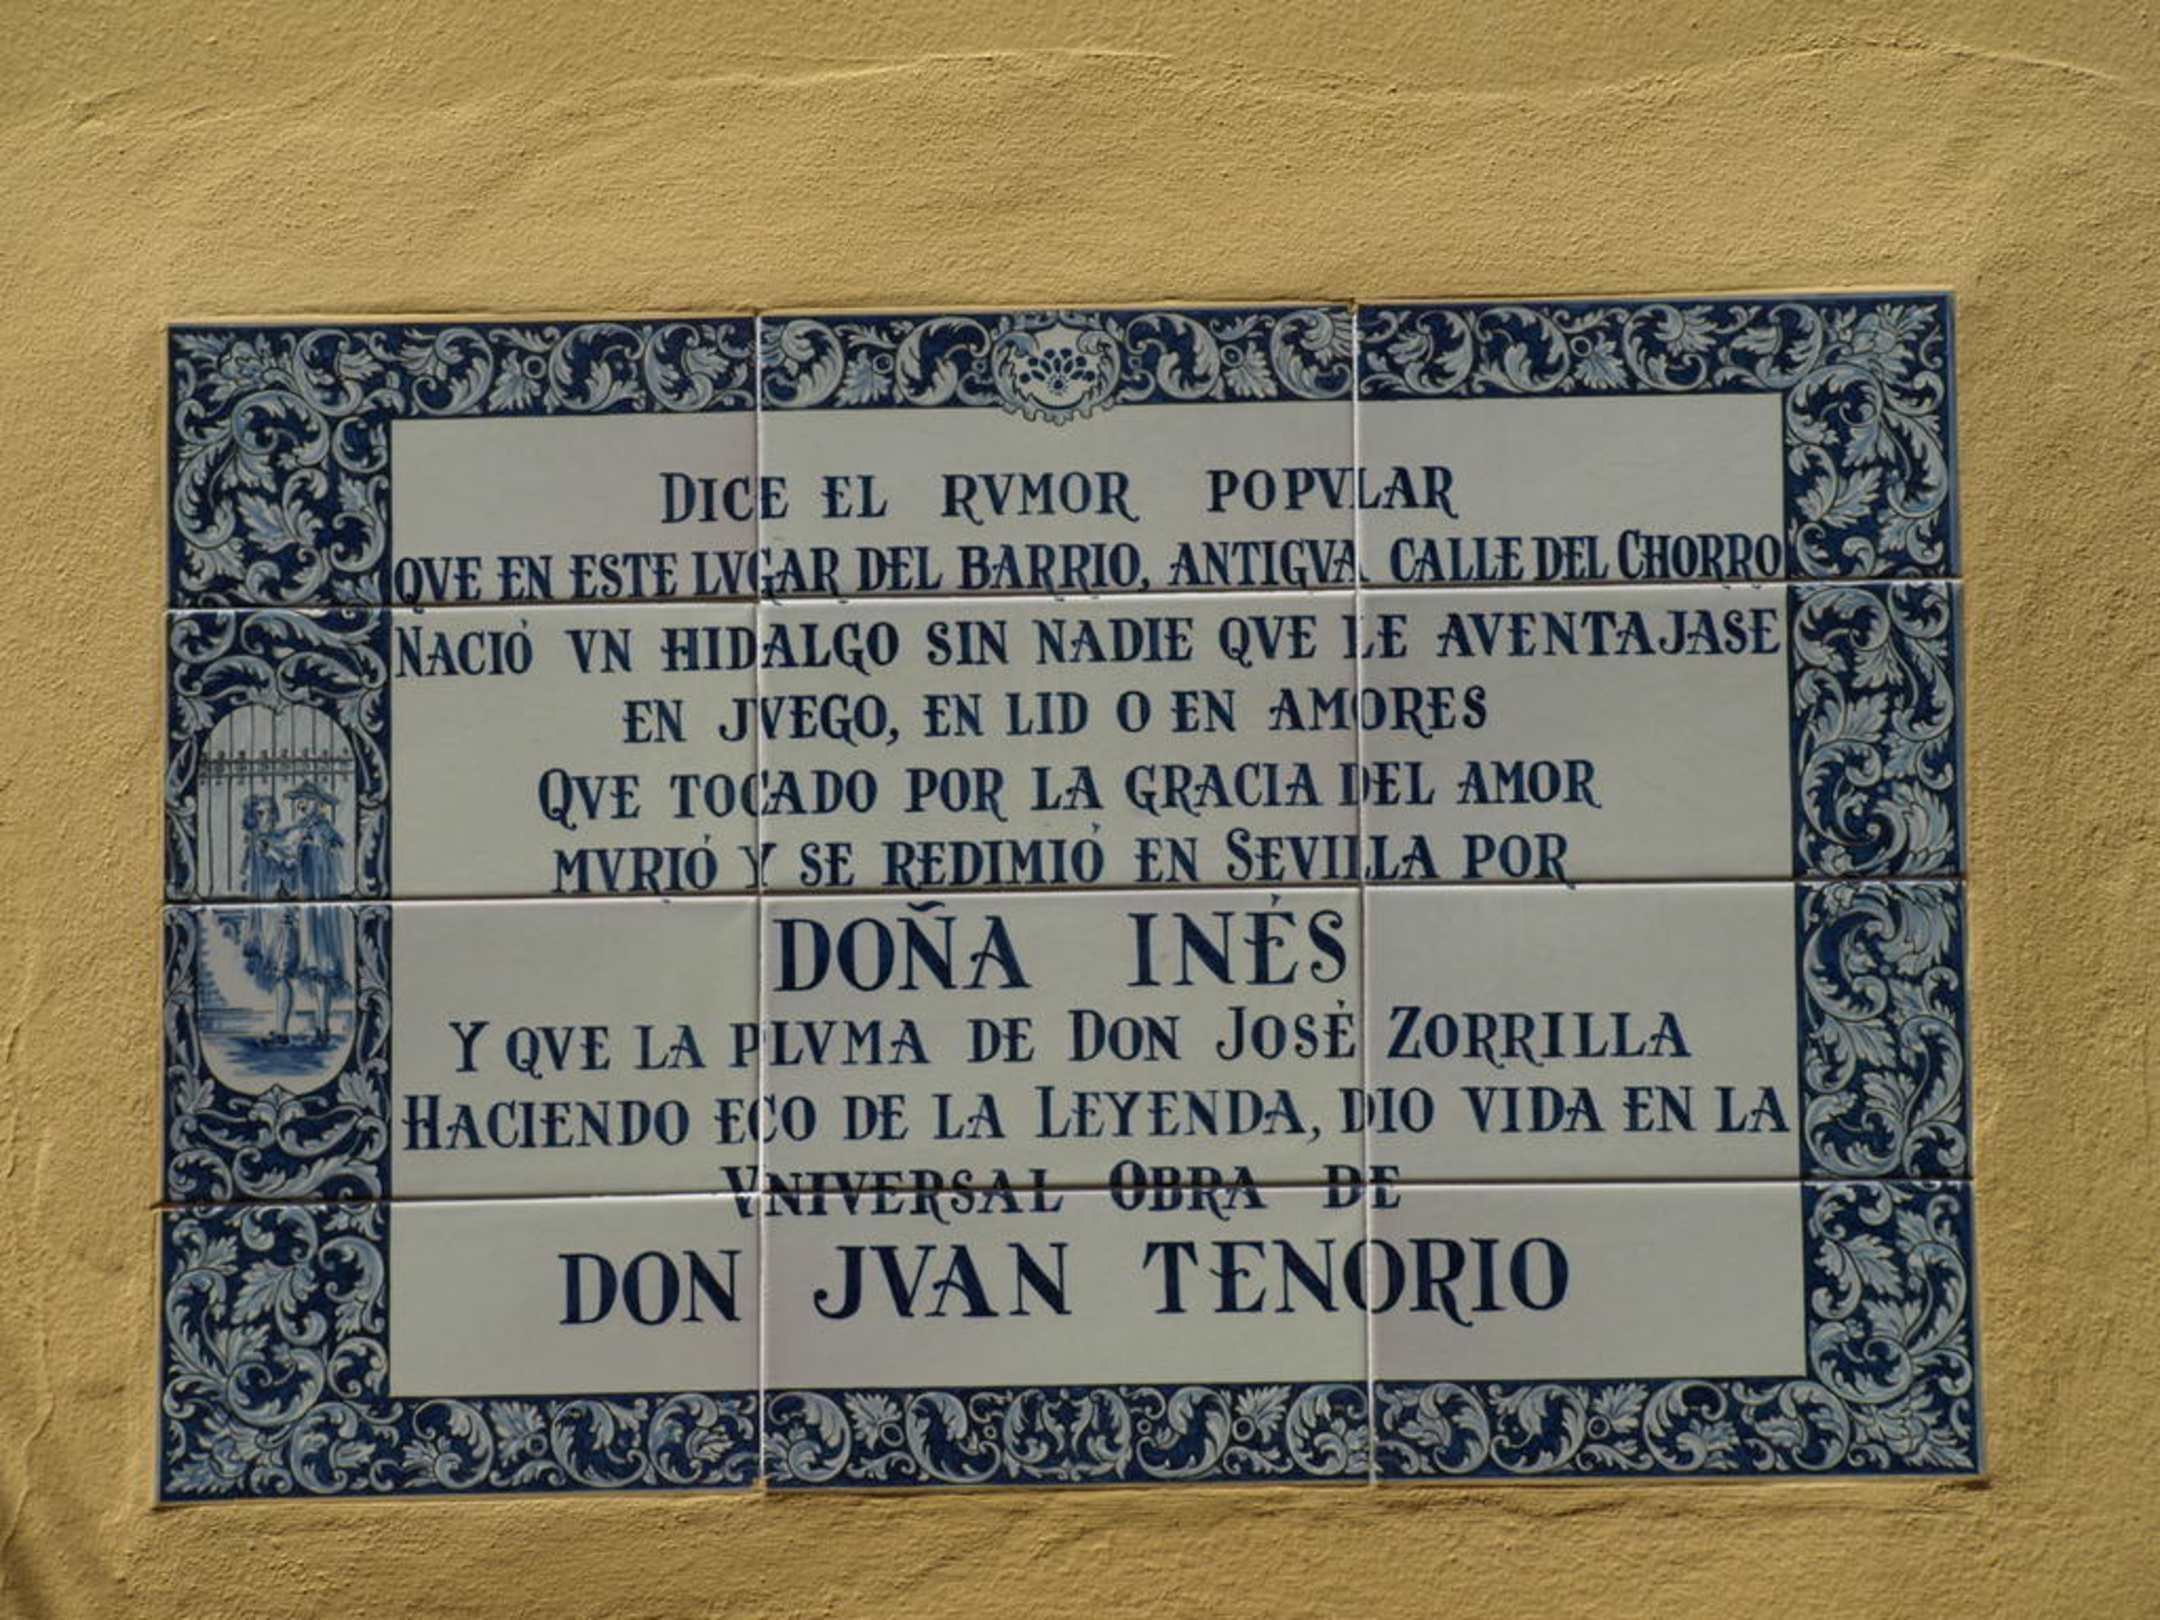 DICE EL RVMOR POPVLAR
QVE EN ESTE LVGAR DEL BARRIO, ANTIGVA CALLE DEL CHORRO
NACIÓ VN HIDALGO SIN NADIE QVE LE AVENTAJASE
EN JVEGO, EN LID O EN AMORES
QVE TOCADO POR LA GRACIA DEL AMOR
MVRIÓ Y SE REDIMIÓ EN SEVILLA POR
DOÑA INÉS
Y QVE LA PLVMA DE DON JOSÉ ZORRILLA
HACIENDO ECO DE LA LEYENDA, DIO VIDA EN LA
VNIVERSAL OBRA DE
DON JVAN TENORIO